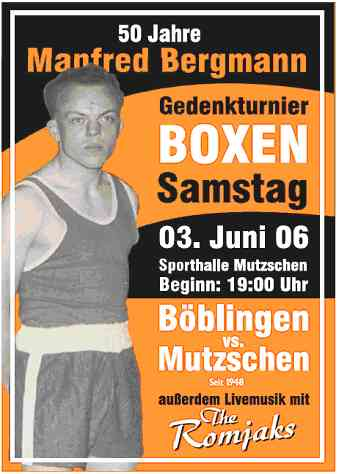 50 Jahre
Manfred Bergmann
Gedenkturnier
BOXEN
Samstag
03. Juni 06
Sporthalle Mutzschen
Beginn: 19:00 Uhr
Böblingen
vs.
Mutzschen
Seit 1948
außerdem Livemusik mit
The
Romjaks